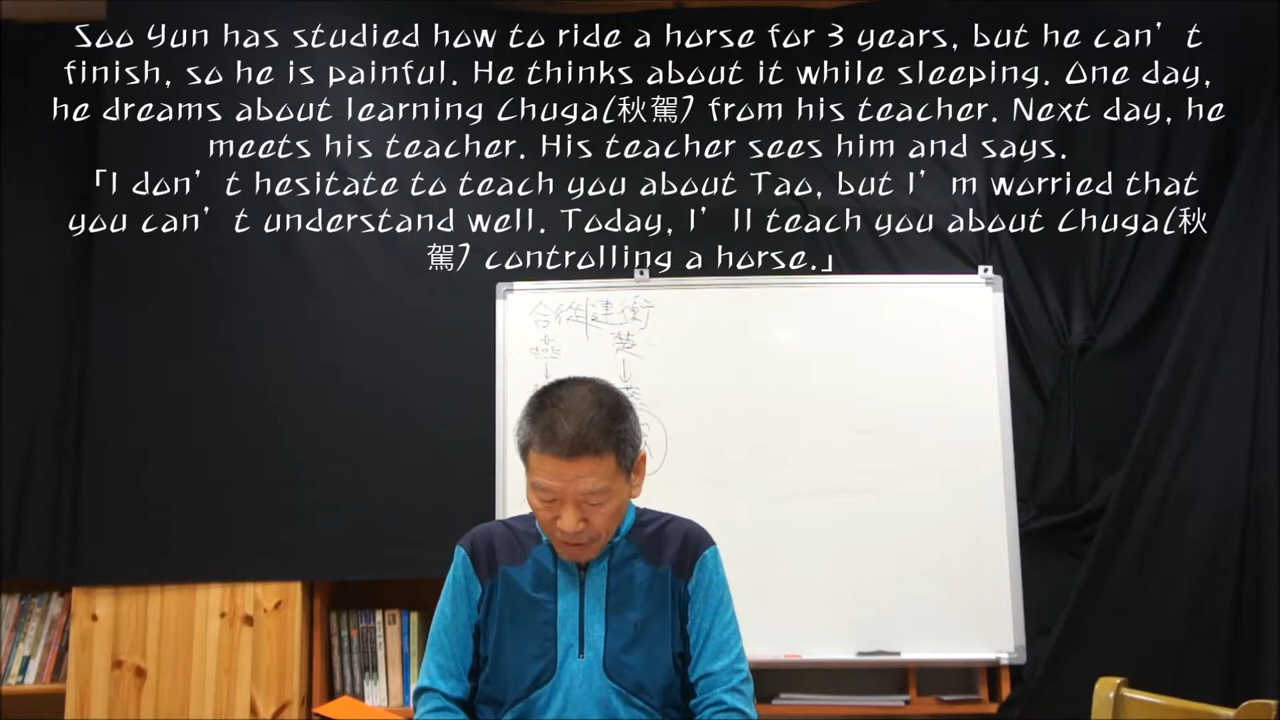 Soo Yun has studied how to ride a horse for 3 years, but he can't
finish, so he is painful. He thinks about it while sleeping. One day,
he dreams about learning Chuga(秋駕) from his teacher. Next day, he
meets his teacher. His teacher sees him and says.
「I don't hesitate to teach you about Tao, but I'm worried that
you can't understand well. Today, I'll teach you about Chuga(秋
駕) controlling a horse.」
合從連衡
燕 楚
↓ ↓